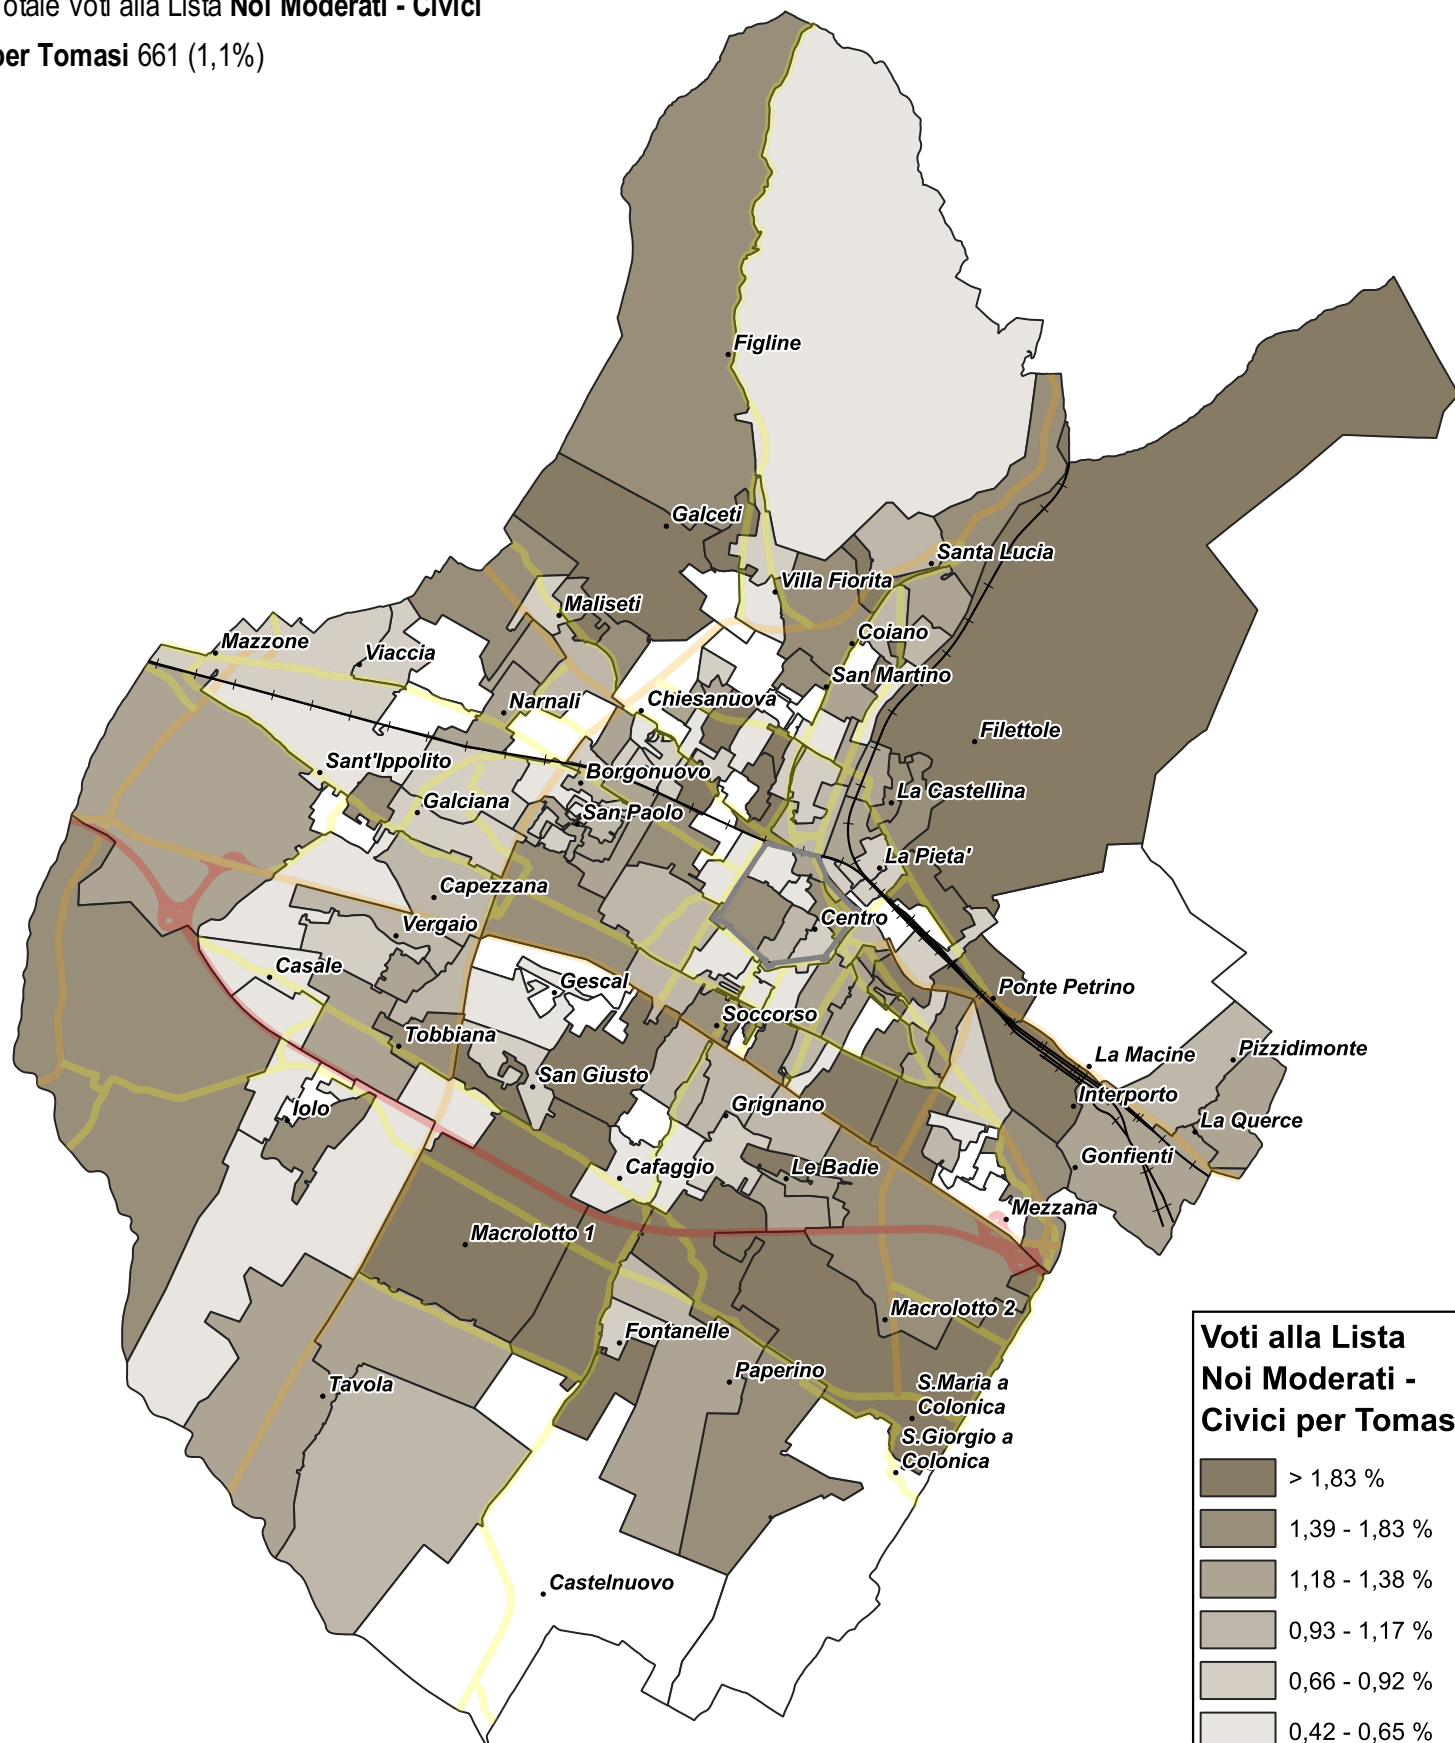 otale Voti alla Lista Noi Moderati - Civici
per Tomasi 661 (1,1%)
Figline
Galceti
Santa Lucia
Villa Fiorita
Maliseti
Coiano
Mazzone
Viaccia
San Martino
Narnali
Chiesanuova
Filettole
Sant'Ippolito
Borgonuovo
La Castellina
Galciana
San Paolo
La Pieta'
Capezzana
Centro
Vergaio
Casale
Gescal
Ponte Petrino
Soccorso
Tobbiana
La Macine
Pizzidimonte
San Giusto
Interporto
Iolo
Grignano
La Querce
Gonfienti
Cafaggio
Le Badie
Mezzana
Macrolotto 1
Macrolotto 2
Fontanelle
Paperino
Tavola
S.Maria a
Colonica
S.Giorgio a
Colonica
Castelnuovo
Voti alla Lista
Noi Moderati -
Civici per Tomas
> 1,83 %
1,39 - 1,83 %
1,18 - 1,38 %
0,93 - 1,17 %
0,66 - 0,92 %
0,42 - 0,65 %